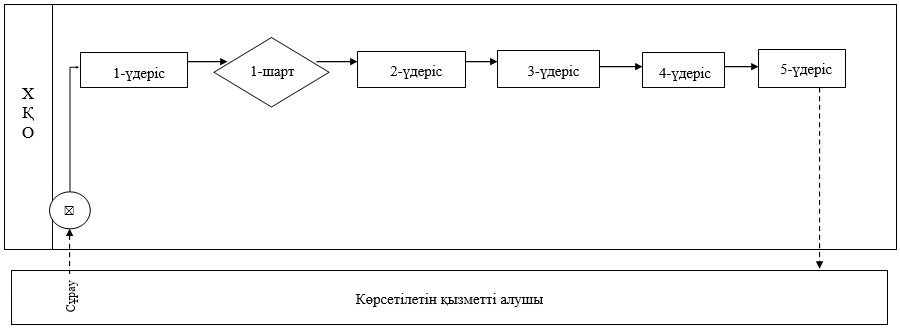 Х
Қ
О
1-үдеріс
1-шарт
2-үдеріс
3-үдеріс
4-үдеріс
5-үдеріс
Сұрау
Көрсетілетін қызметті алушы